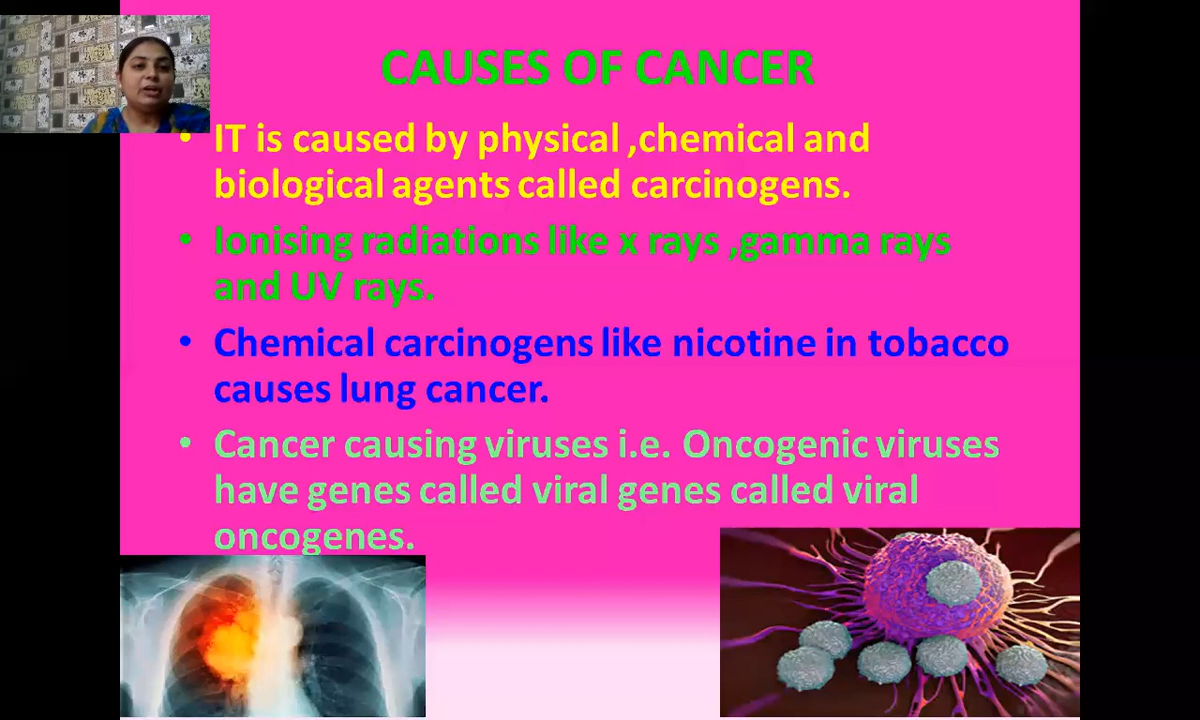 CAUSES OF CANCER
• IT is caused by physical ,chemical and
biological agents called carcinogens.
• Ionising radiations like x rays ,gamma rays
and UV rays.
• Chemical carcinogens like nicotine in tobacco
causes lung cancer.
• Cancer causing viruses i.e. Oncogenic viruses
have genes called viral genes called viral
oncogenes.